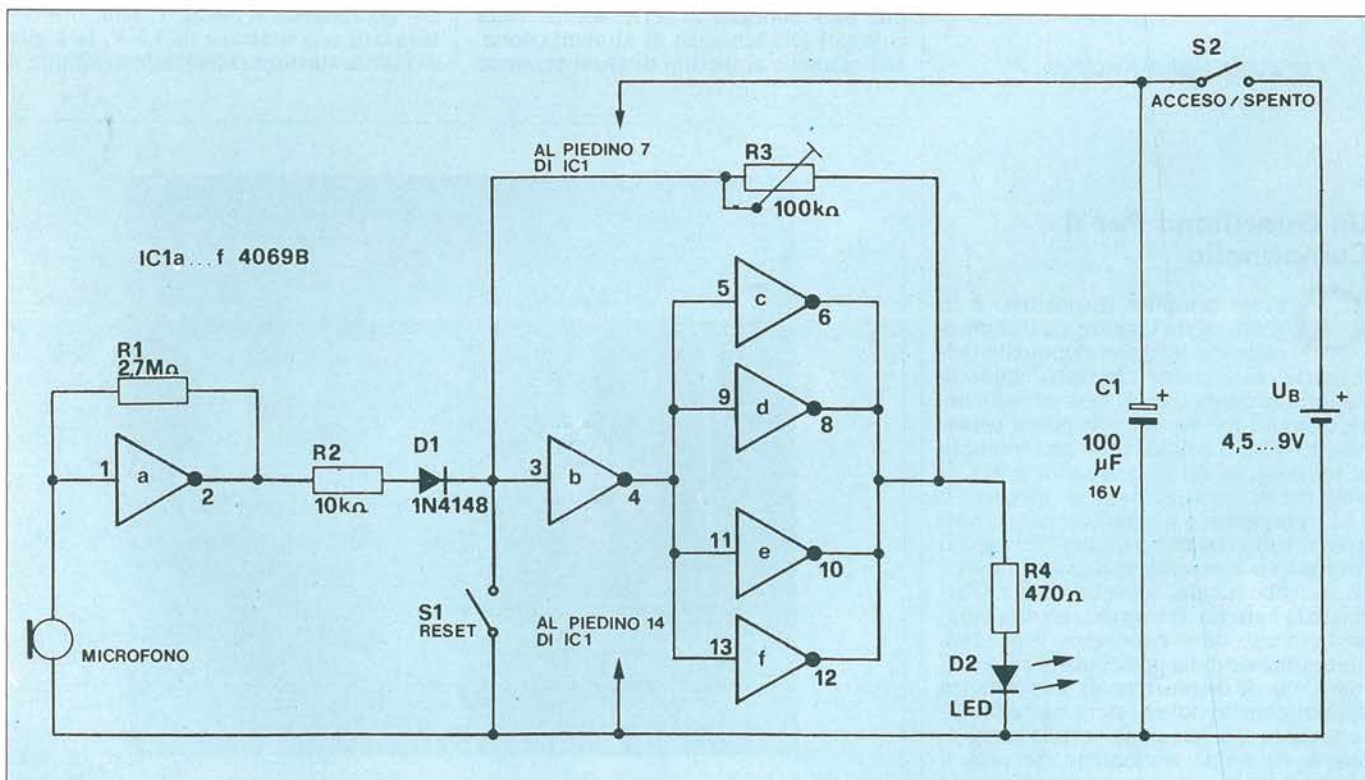 S2
ACCESO / SPENTO
AL PIEDINO 7
DI IC1
R3
100kΩ
IC1a...f 4069B
5
c
6
R1
2,7MΩ
9
d
8
C1
+
100
µF
16V
UB
+
4,5...9V
1
a
2
R2
10kΩ
D1
1N4148
3
b
4
11
e
10
R4
470Ω
S1
RESET
AL PIEDINO 14
DI IC1
13
f
12
D2
LED
MICROFONO